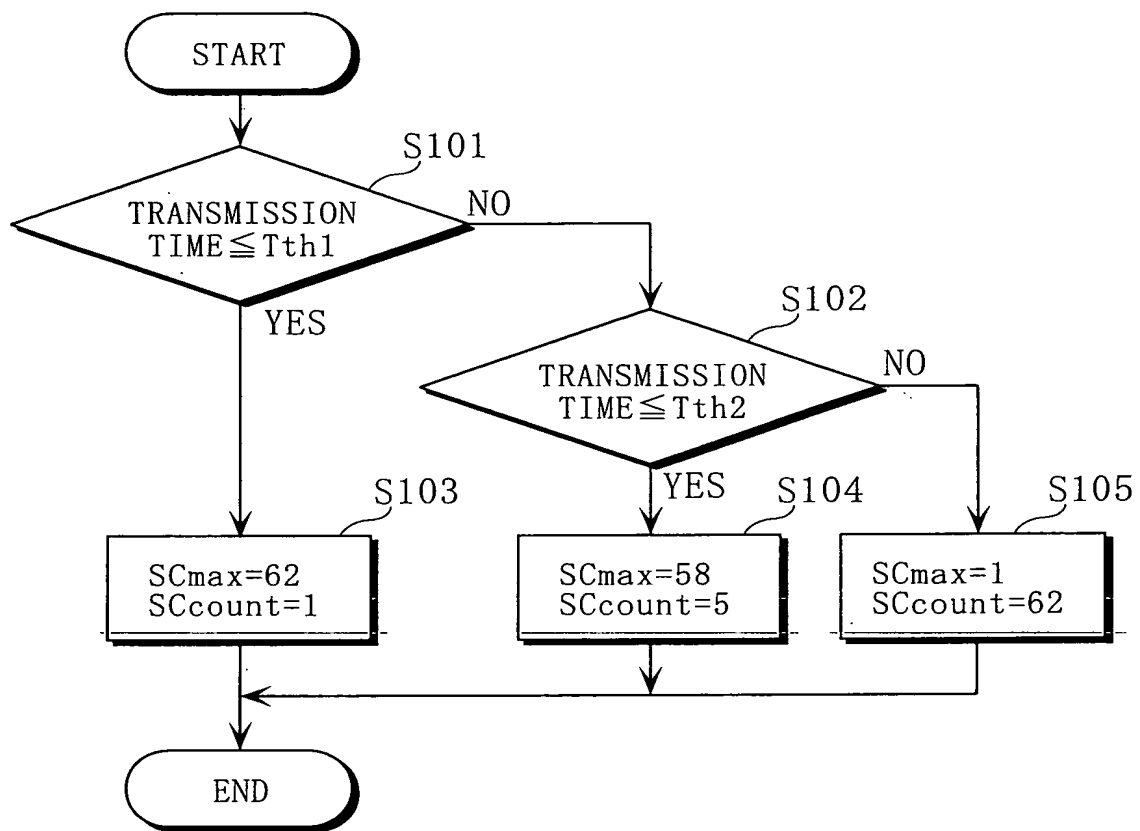 START
S101
TRANSMISSION
TIME≦Tth1
NO
YES
S102
TRANSMISSION
TIME≦Tth2
NO
YES
S103
SCmax=62
SCcount=1
S104
SCmax=58
SCcount=5
S105
SCmax=1
SCcount=62
END